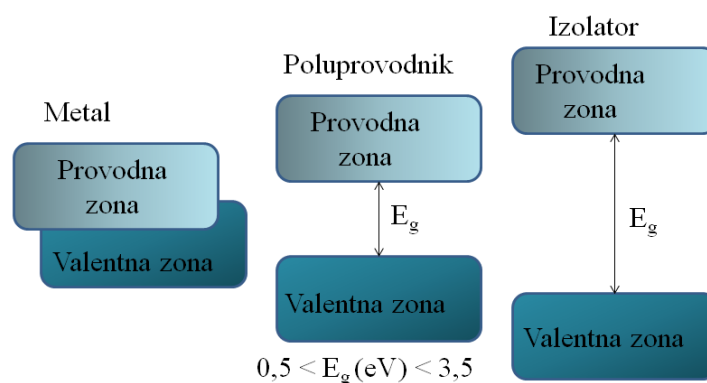 Metal
Provodna
zona
Valentna zona
Poluprovodnik
Provodna
zona
E_g
Valentna zona
0,5 < E_g (eV) < 3,5
Izolator
Provodna
zona
E_g
Valentna zona